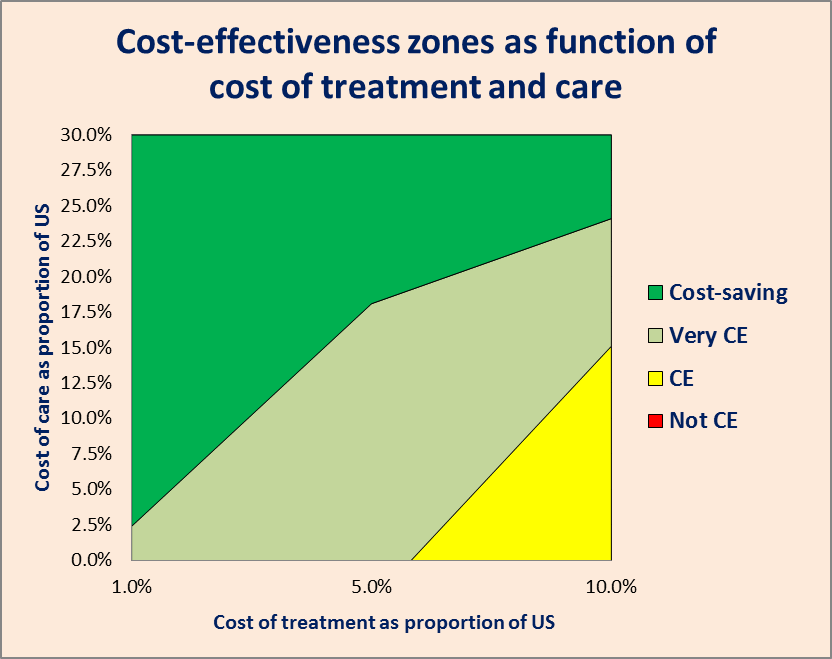 Cost-effectiveness zones as function of
cost of treatment and care
30.0%
27.5%
25.0%
22.5%
20.0%
17.5%
15.0%
12.5%
10.0%
7.5%
5.0%
2.5%
0.0%
Cost of care as proportion of US
1.0%
5.0%
10.0%
Cost of treatment as proportion of US
Cost-saving
Very CE
CE
Not CE